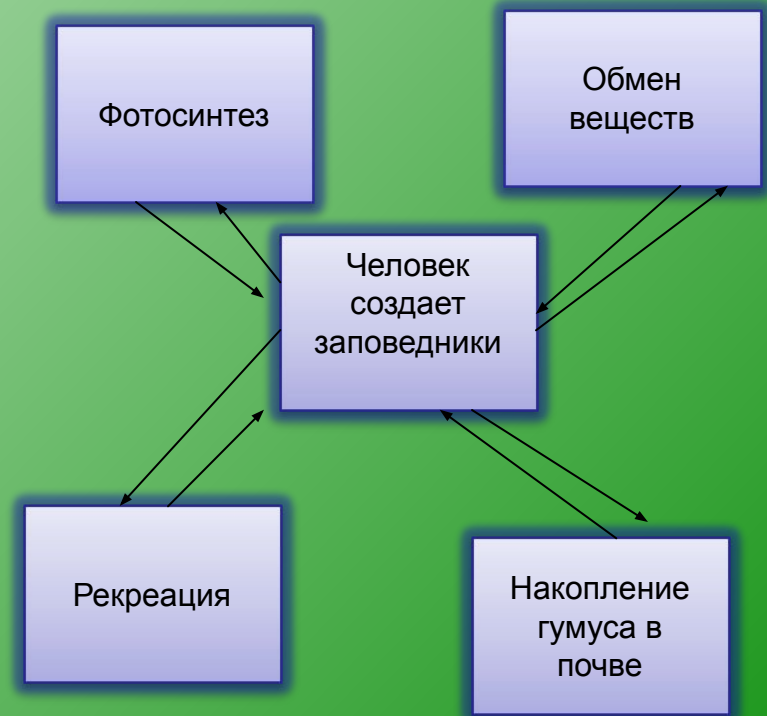 Фотосинтез
Обмен
веществ
Человек
создает
заповедники
Рекреация
Накопление
гумуса в
почве